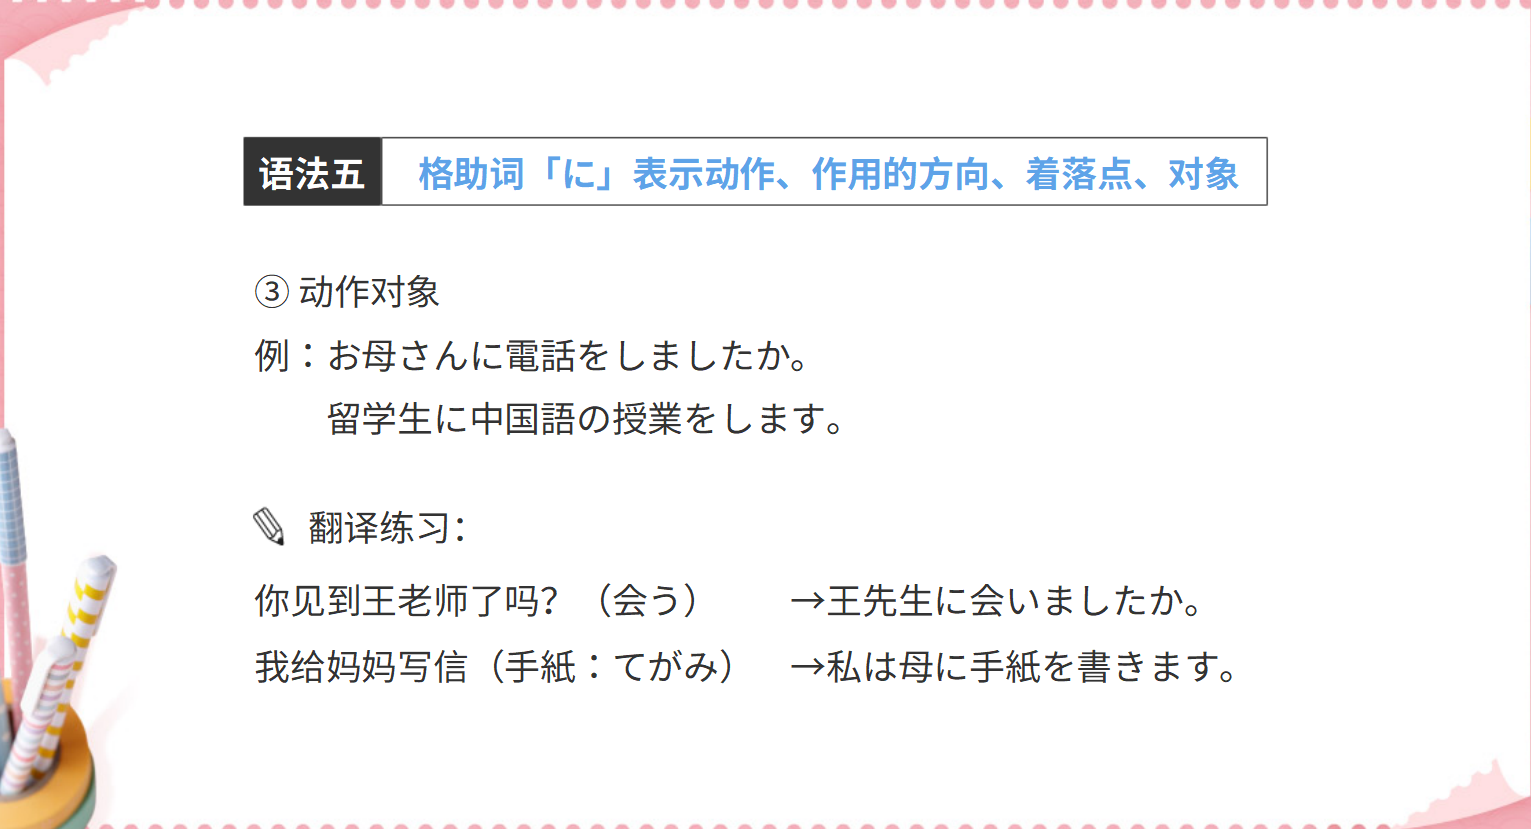 语法五 格助词「に」表示动作、作用的方向、着落点、对象
③ 动作对象
例：お母さんに電話をしましたか。
留学生に中国語の授業をします。
翻译练习：
你见到王老师了吗？（会う） →王先生に会いましたか。
我给妈妈写信（手紙：てがみ） →私は母に手紙を書きます。